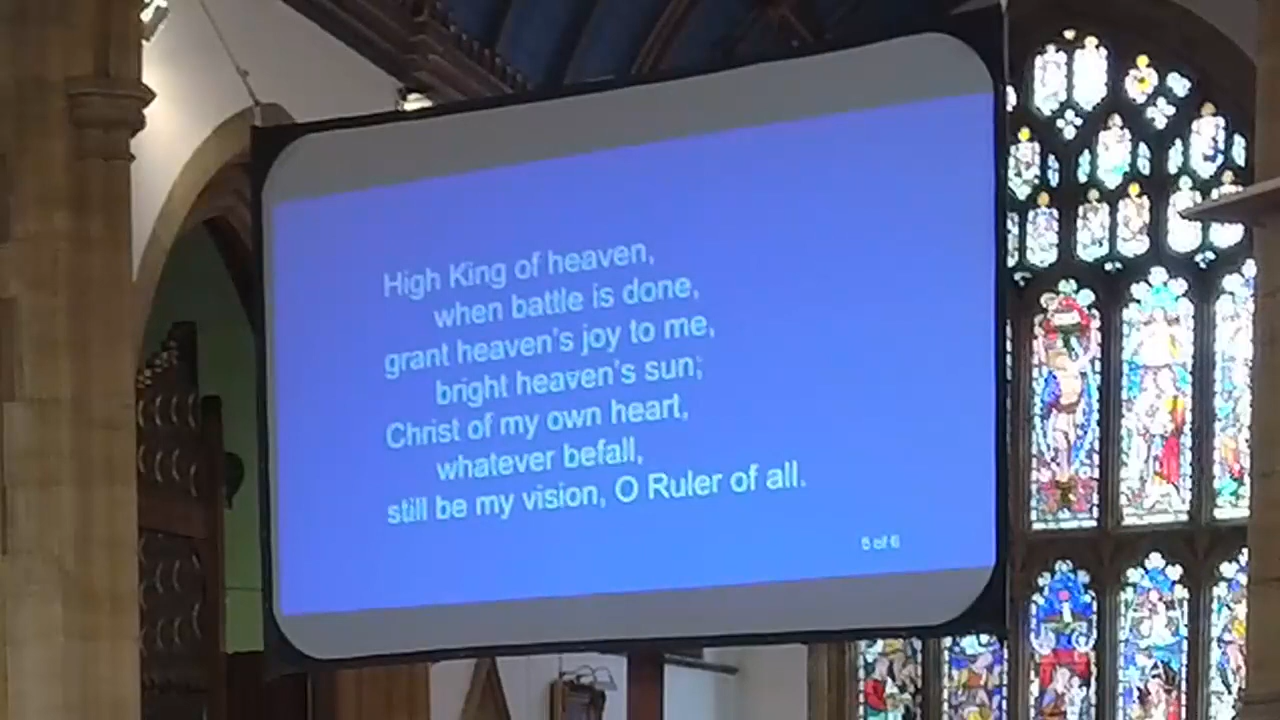 High King of heaven,
when battle is done,
grant heaven's joy to me,
bright heaven's sun;
Christ of my own heart,
whatever befall,
still be my vision, O Ruler of all.
5 of 6